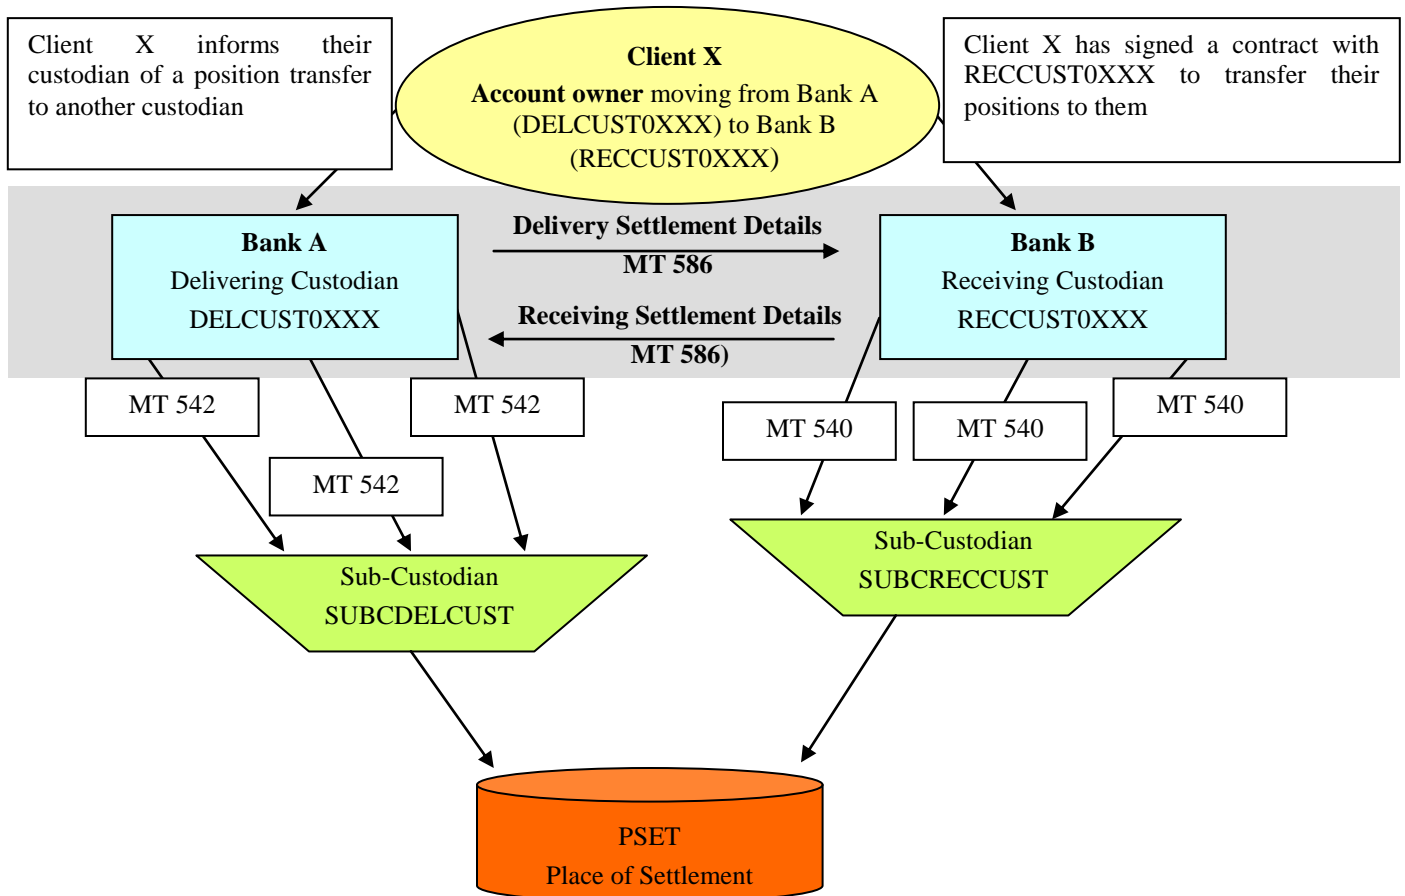 Client X informs their
custodian of a position transfer
to another custodian
Client X
Account owner moving from Bank A
(DELCUST0XXX) to Bank B
(RECCUST0XXX)
Client X has signed a contract with
RECCUST0XXX to transfer their
positions to them
Bank A
Delivering Custodian
DELCUST0XXX
Delivery Settlement Details
MT 586
Receiving Settlement Details
MT 586)
Bank B
Receiving Custodian
RECCUST0XXX
MT 542
MT 542
MT 542
MT 540
MT 540
MT 540
Sub-Custodian
SUBCDELCUST
Sub-Custodian
SUBCRECCUST
PSET
Place of Settlement